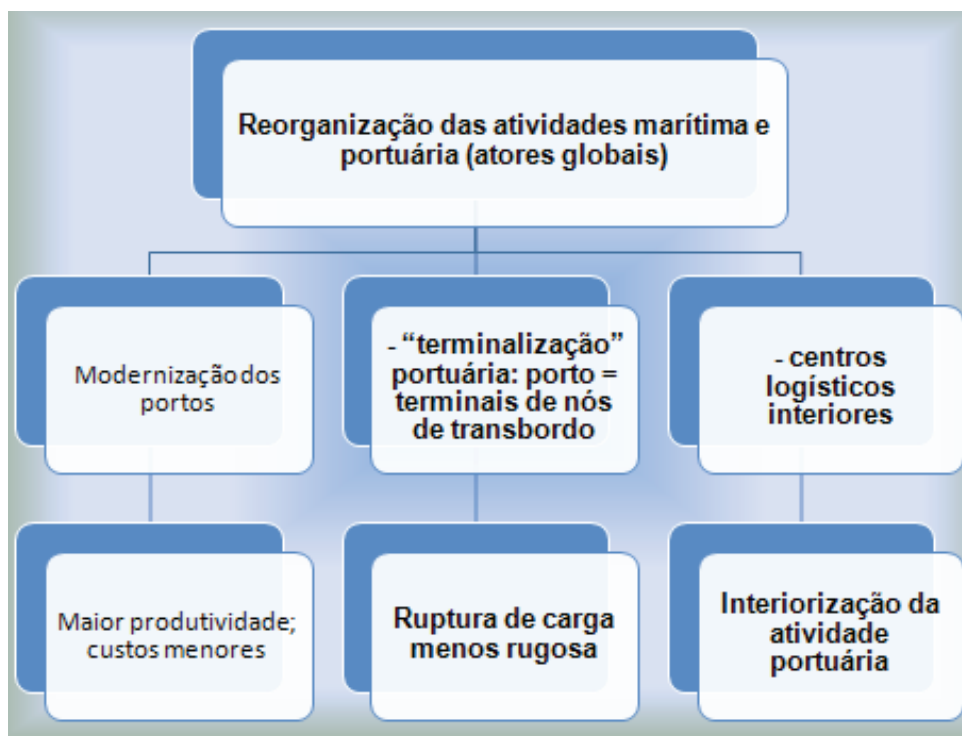 Reorganização das atividades marítima e
portuária (atores globais)
Modernização dos
portos
- “terminalização”
portuária: porto =
terminais de nós
de transbordo
- centros
logísticos
interiores
Maior produtividade;
custos menores
Ruptura de carga
menos rugosa
Interiorização da
atividade
portuária